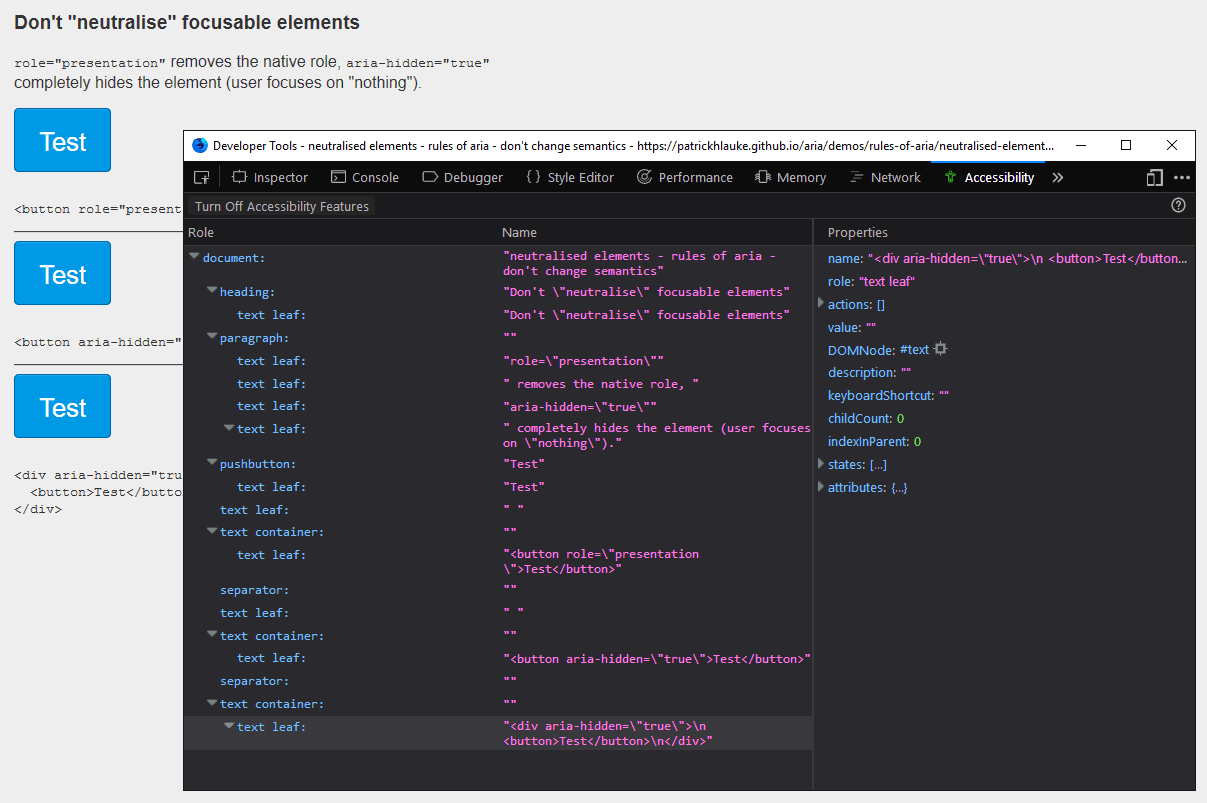 Don't "neutralise" focusable elements
role="presentation" removes the native role, aria-hidden="true"
completely hides the element (user focuses on "nothing").
Test
<button role="present
Test
<button aria-hidden="
Test
<div aria-hidden="tru
<button>Test</butto
</div>
Developer Tools - neutralised elements - rules of aria - don't change semantics - https://patrickhlauke.github.io/aria/demos/rules-of-aria/neutralised-element...
Inspector Console Debugger { } Style Editor Performance Memory Network Accessibility
Turn Off Accessibility Features
Role Name Properties
document: "neutralised elements - rules of aria -
don't change semantics"
heading: "Don't \"neutralise\" focusable elements"
text leaf: "Don't \"neutralise\" focusable elements"
paragraph: ""
text leaf: "role=\"presentation\""
text leaf: " removes the native role, "
text leaf: "aria-hidden=\"true\""
text leaf: " completely hides the element (user focuses
on \"nothing\")."
pushbutton: "Test"
text leaf: "Test"
text leaf: " "
text container: ""
text leaf: "<button role=\"presentation
\">Test</button>"
separator: ""
text leaf: " "
text container: ""
text leaf: "<button aria-hidden=\"true\">Test</button>"
separator: ""
text container: ""
text leaf: "<div aria-hidden=\"true\">\n
<button>Test</button>\n</div>"
name: "<div aria-hidden=\"true\">\n <button>Test</button...
role: "text leaf"
actions: []
value: ""
DOMNode: #text
description: ""
keyboardShortcut: ""
childCount: 0
indexInParent: 0
states: [...]
attributes: {...}